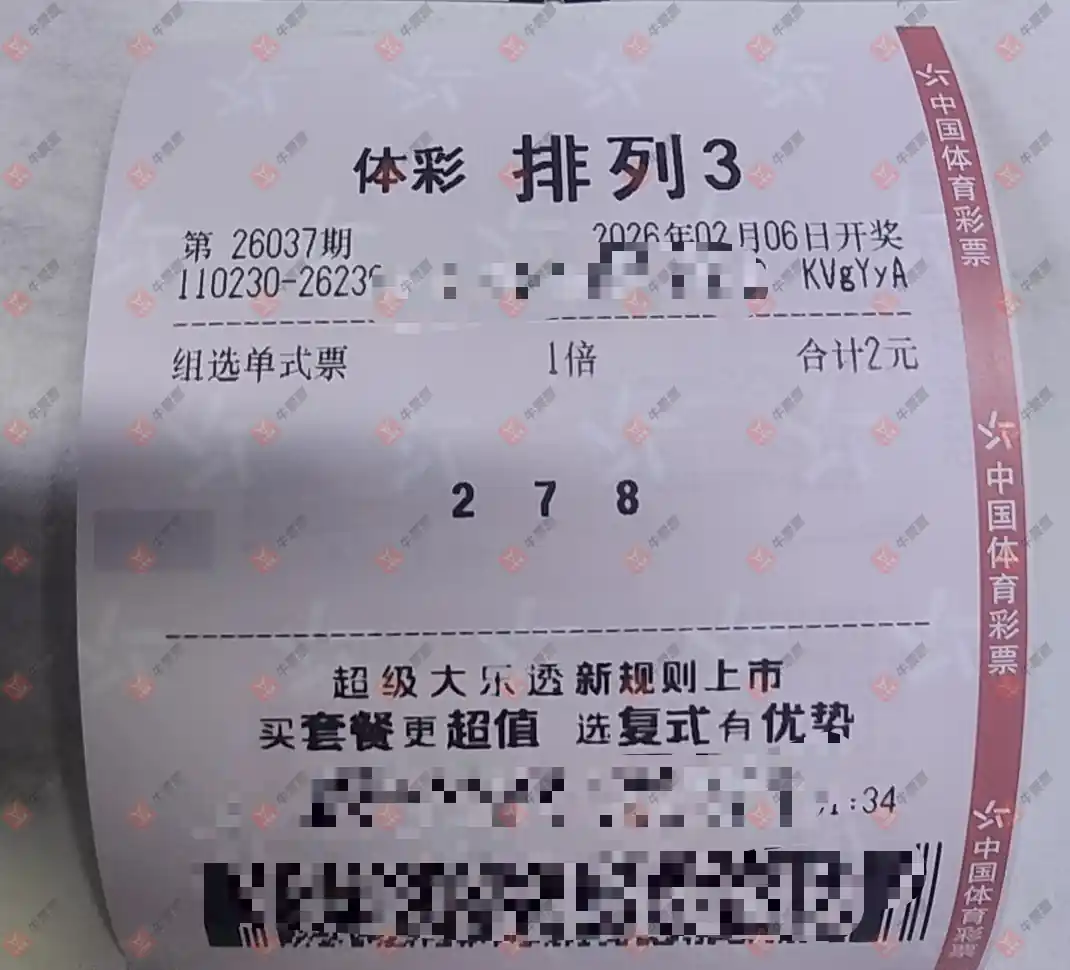 体彩 排列3
第 26037期 2026年02月06日开奖
110230-2623 KVgYyA
组选单式票 1倍 合计2元
2 7 8
超级大乐透新规则上市
买套餐更超值 选复式有优势
:34
中国体育彩票
中国体育彩票
中国体育彩票
牛票票